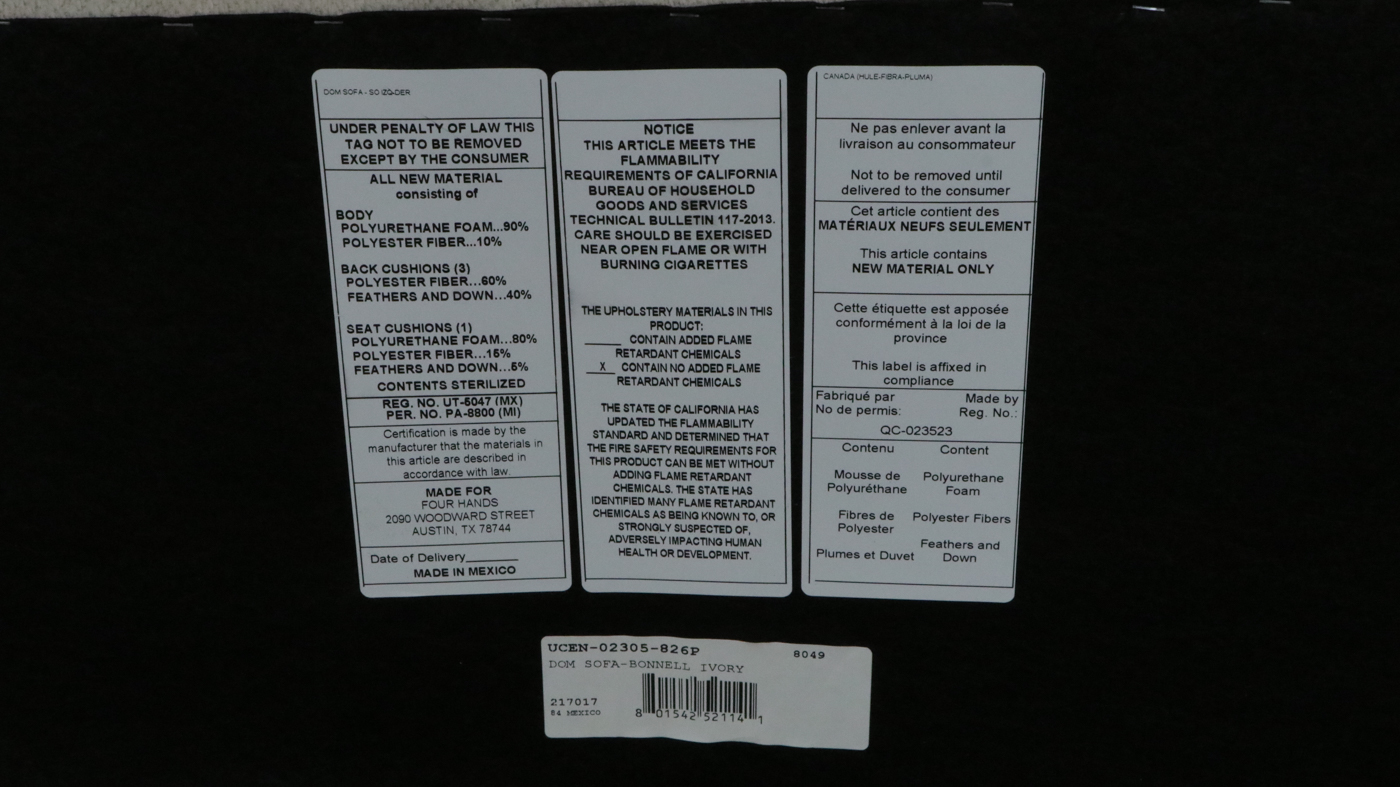 DOM SOFA - SO IZQ-DER
UNDER PENALTY OF LAW THIS
TAG NOT TO BE REMOVED
EXCEPT BY THE CONSUMER
ALL NEW MATERIAL
consisting of
BODY
POLYURETHANE FOAM...90%
POLYESTER FIBER...10%
BACK CUSHIONS (3)
POLYESTER FIBER...60%
FEATHERS AND DOWN...40%
SEAT CUSHIONS (1)
POLYURETHANE FOAM...80%
POLYESTER FIBER...15%
FEATHERS AND DOWN...5%
CONTENTS STERILIZED
REG. NO. UT-5047 (MX)
PER. NO. PA-8800 (MI)
Certification is made by the
manufacturer that the materials in
this article are described in
accordance with law.
MADE FOR
FOUR HANDS
2090 WOODWARD STREET
AUSTIN, TX 78744
Date of Delivery________
MADE IN MEXICO
NOTICE
THIS ARTICLE MEETS THE
FLAMMABILITY
REQUIREMENTS OF CALIFORNIA
BUREAU OF HOUSEHOLD
GOODS AND SERVICES
TECHNICAL BULLETIN 117-2013.
CARE SHOULD BE EXERCISED
NEAR OPEN FLAME OR WITH
BURNING CIGARETTES
THE UPHOLSTERY MATERIALS IN THIS
PRODUCT:
_____ CONTAIN ADDED FLAME
RETARDANT CHEMICALS
__X__ CONTAIN NO ADDED FLAME
RETARDANT CHEMICALS
THE STATE OF CALIFORNIA HAS
UPDATED THE FLAMMABILITY
STANDARD AND DETERMINED THAT
THE FIRE SAFETY REQUIREMENTS FOR
THIS PRODUCT CAN BE MET WITHOUT
ADDING FLAME RETARDANT
CHEMICALS. THE STATE HAS
IDENTIFIED MANY FLAME RETARDANT
CHEMICALS AS BEING KNOWN TO, OR
STRONGLY SUSPECTED OF,
ADVERSELY IMPACTING HUMAN
HEALTH OR DEVELOPMENT.
CANADA (HULE-FIBRA-PLUMA)
Ne pas enlever avant la
livraison au consommateur
Not to be removed until
delivered to the consumer
Cet article contient des
MATÉRIAUX NEUFS SEULEMENT
This article contains
NEW MATERIAL ONLY
Cette étiquette est apposée
conformément à la loi de la
province
This label is affixed in
compliance
Fabriqué par Made by
No de permis: Reg. No.:
QC-023523
Contenu Content
Mousse de Polyurethane
Polyuréthane Foam
Fibres de Polyester Fibers
Polyester
Plumes et Duvet Feathers and
Down
UCEN-02305-826P 8049
DOM SOFA-BONNELL IVORY
217017
84 MEXICO
8 01542 52114 1